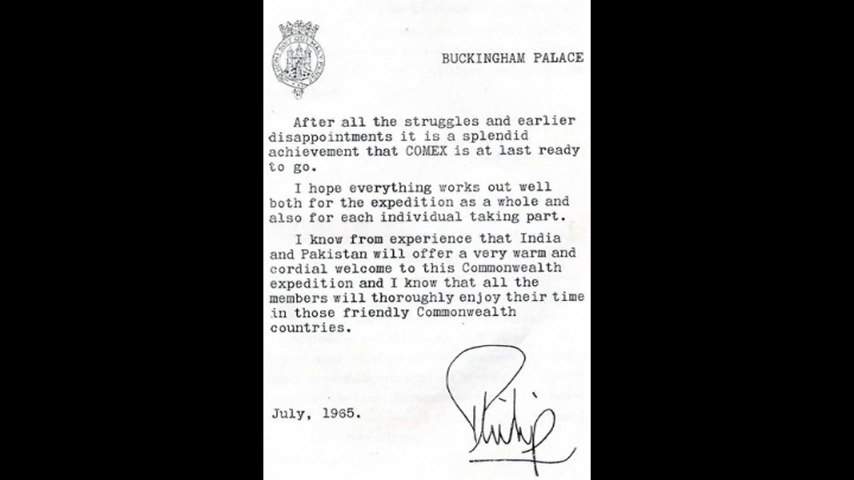 BUCKINGHAM PALACE
After all the struggles and earlier
disappointments it is a splendid
achievement that COMEX is at last ready
to go.
I hope everything works out well
both for the expedition as a whole and
also for each individual taking part.
I know from experience that India
and Pakistan will offer a very warm and
cordial welcome to this Commonwealth
expedition and I know that all the
members will thoroughly enjoy their time
in those friendly Commonwealth
countries.
July, 1965.
Philip